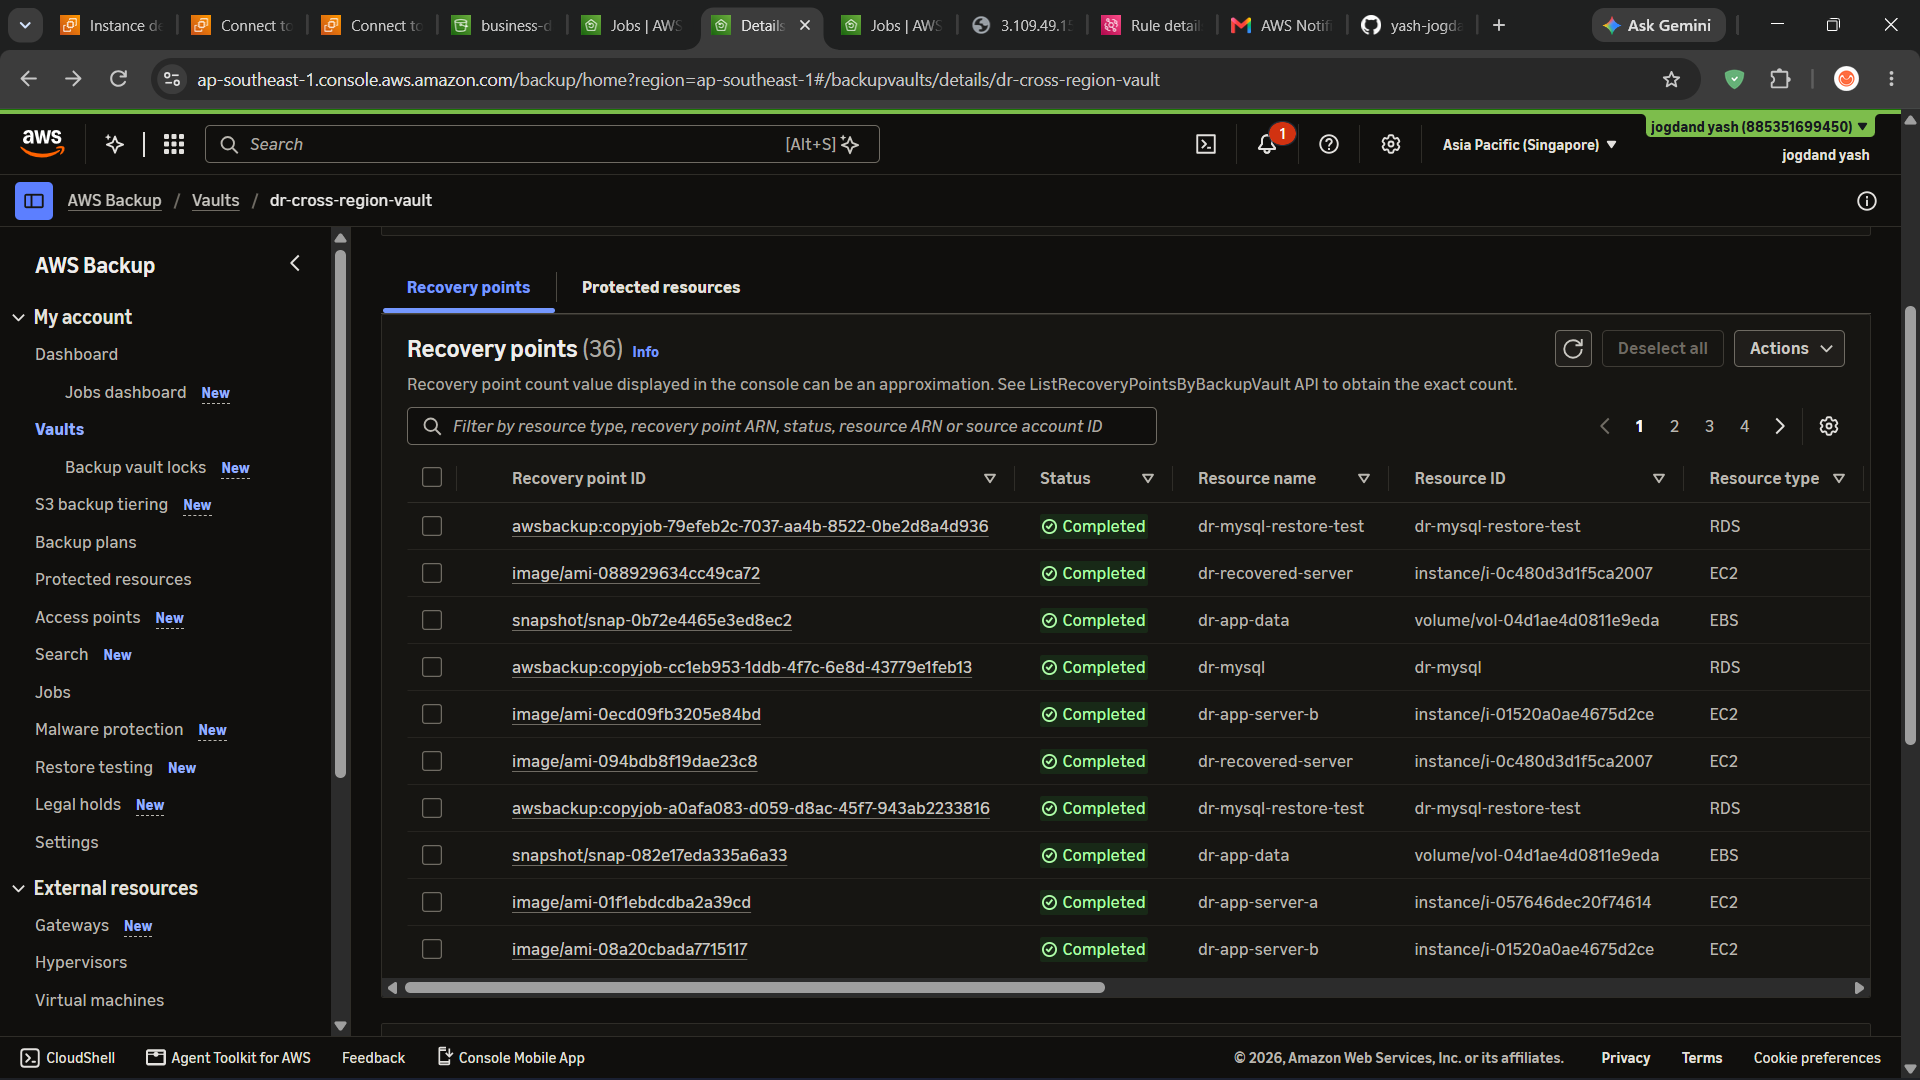 Instance de
Connect to
Connect to
business-d
Jobs | AWS
Details
Jobs | AWS
3.109.49.15
Rule detail
AWS Notifi
yash-jogda
Ask Gemini
ap-southeast-1.console.aws.amazon.com/backup/home?region=ap-southeast-1#/backupvaults/details/dr-cross-region-vault
aws
Search
[Alt+S]
1
Asia Pacific (Singapore)
jogdand yash (885351699450)
jogdand yash
AWS Backup / Vaults / dr-cross-region-vault
AWS Backup
My account
Dashboard
Jobs dashboard New
Vaults
Backup vault locks New
S3 backup tiering New
Backup plans
Protected resources
Access points New
Search New
Jobs
Malware protection New
Restore testing New
Legal holds New
Settings
External resources
Gateways New
Hypervisors
Virtual machines
Recovery points
Protected resources
Recovery points (36) Info
Deselect all
Actions
Recovery point count value displayed in the console can be an approximation. See ListRecoveryPointsByBackupVault API to obtain the exact count.
Filter by resource type, recovery point ARN, status, resource ARN or source account ID
1 2 3 4
Recovery point ID Status Resource name Resource ID Resource type
awsbackup:copyjob-79efeb2c-7037-aa4b-8522-0be2d8a4d936 Completed dr-mysql-restore-test dr-mysql-restore-test RDS
image/ami-088929634cc49ca72 Completed dr-recovered-server instance/i-0c480d3d1f5ca2007 EC2
snapshot/snap-0b72e4465e3ed8ec2 Completed dr-app-data volume/vol-04d1ae4d0811e9eda EBS
awsbackup:copyjob-cc1eb953-1ddb-4f7c-6e8d-43779e1feb13 Completed dr-mysql dr-mysql RDS
image/ami-0ecd09fb3205e84bd Completed dr-app-server-b instance/i-01520a0ae4675d2ce EC2
image/ami-094bdb8f19dae23c8 Completed dr-recovered-server instance/i-0c480d3d1f5ca2007 EC2
awsbackup:copyjob-a0afa083-d059-d8ac-45f7-943ab2233816 Completed dr-mysql-restore-test dr-mysql-restore-test RDS
snapshot/snap-082e17eda335a6a33 Completed dr-app-data volume/vol-04d1ae4d0811e9eda EBS
image/ami-01f1ebdcdba2a39cd Completed dr-app-server-a instance/i-057646dec20f74614 EC2
image/ami-08a20cbada7715117 Completed dr-app-server-b instance/i-01520a0ae4675d2ce EC2
CloudShell
Agent Toolkit for AWS
Feedback
Console Mobile App
© 2026, Amazon Web Services, Inc. or its affiliates.
Privacy
Terms
Cookie preferences